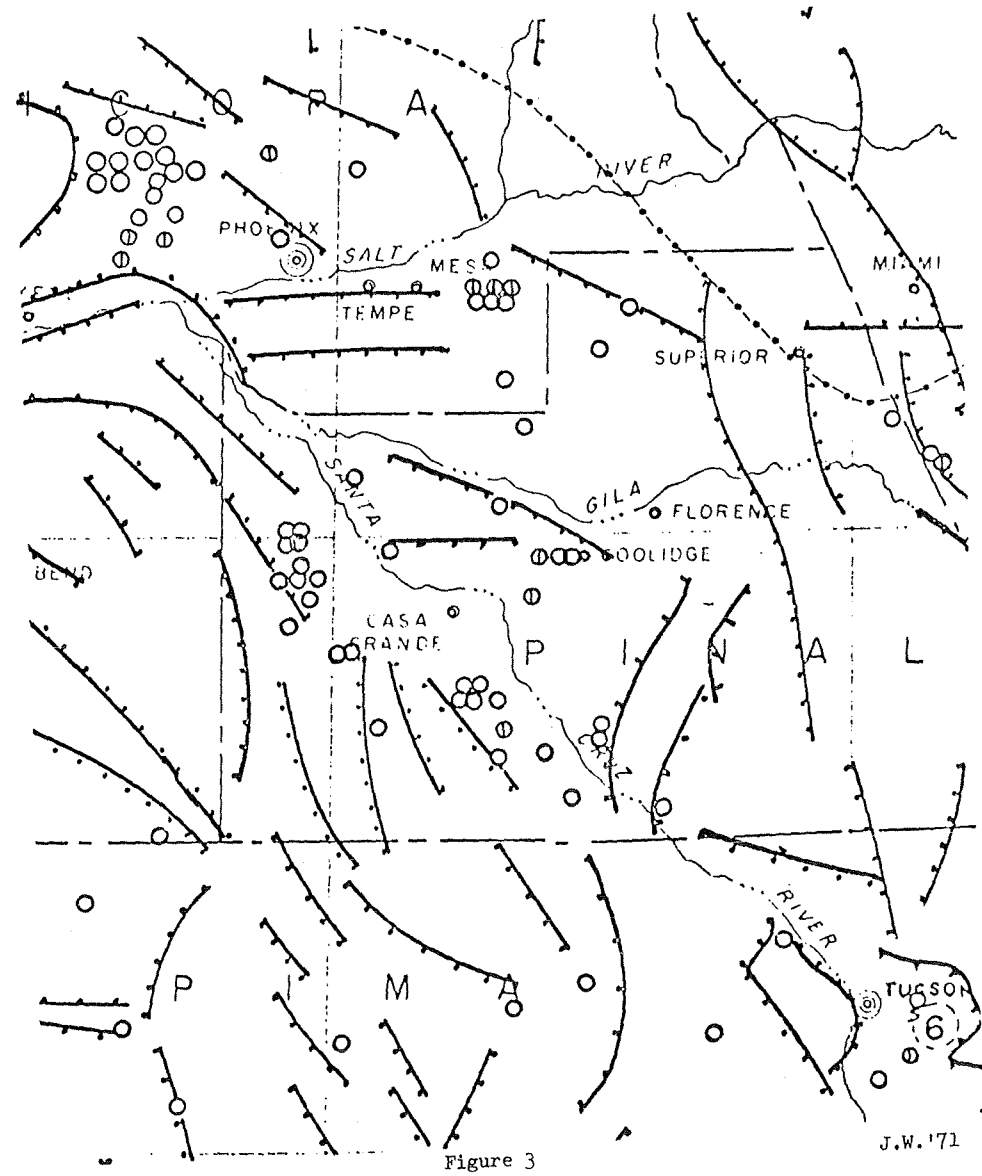 C O P A
RIVER
PHOENIX
SALT
MESA
MIAMI
TEMPE
SUPERIOR
SANTA
GILA
FLORENCE
COOLIDGE
BEND
CASA
GRANDE
P I N A L
CRUZ
RIVER
P I M A
TUCSON
6
J.W.'71
Figure 3